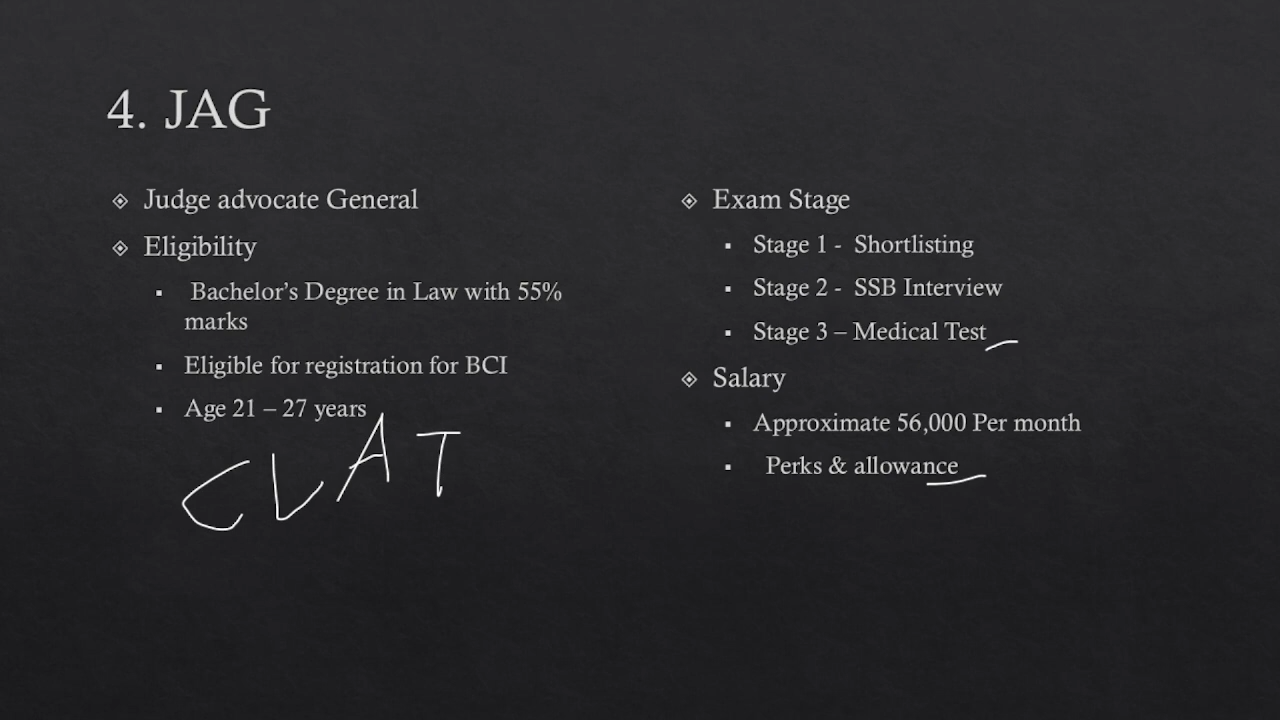 4. JAG
Judge advocate General
Eligibility
Bachelor's Degree in Law with 55%
marks
Eligible for registration for BCI
Age 21 – 27 years
CLAT
Exam Stage
Stage 1 - Shortlisting
Stage 2 - SSB Interview
Stage 3 – Medical Test
Salary
Approximate 56,000 Per month
Perks & allowance